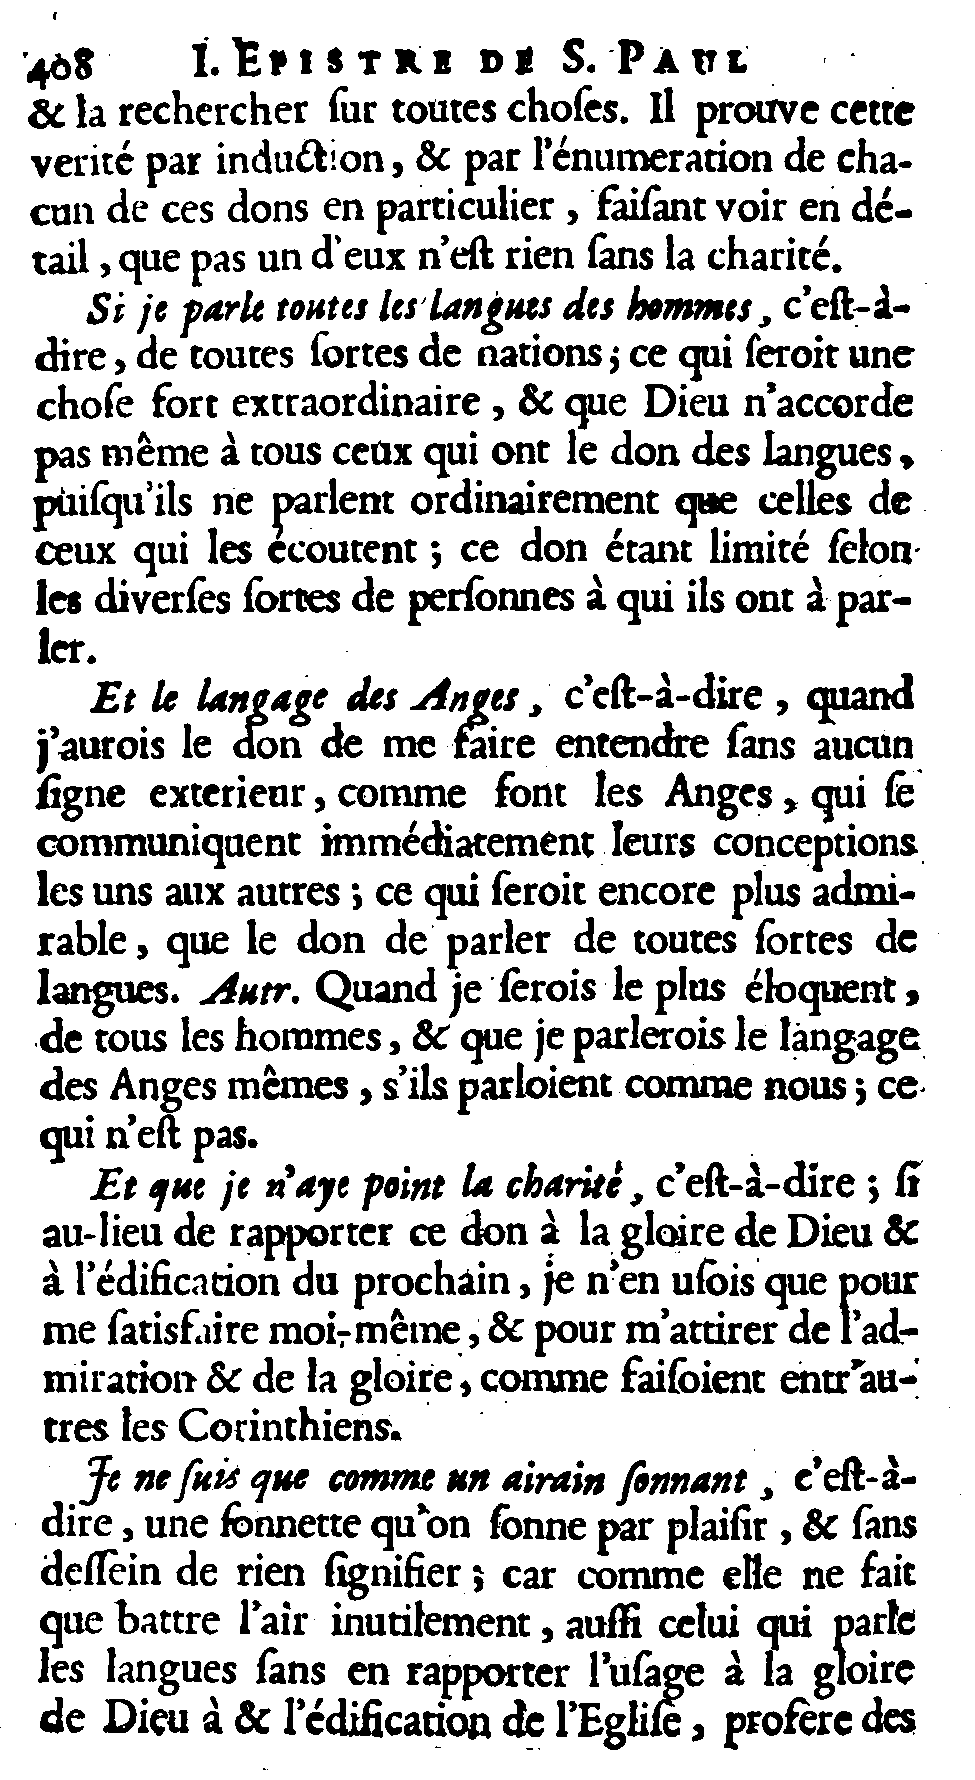 408 I. EPISTRE DE S. PAUL
& la rechercher ſur toutes choſes. Il prouve cette
verité par induction, & par l'énumeration de cha-
cun de ces dons en particulier, faiſant voir en dé-
tail, que pas un d'eux n'eſt rien ſans la charité.
Si je parle toutes les langues des hommes, c'eſt-à-
dire, de toutes ſortes de nations; ce qui ſeroit une
choſe fort extraordinaire, & que Dieu n'accorde
pas même à tous ceux qui ont le don des langues,
puiſqu'ils ne parlent ordinairement que celles de
ceux qui les écoutent; ce don étant limité ſelon
les diverſes ſortes de perſonnes à qui ils ont à par-
ler.
Et le langage des Anges, c'eſt-à-dire, quand
j'aurois le don de me faire entendre ſans aucun
ſigne exterieur, comme font les Anges, qui ſe
communiquent immédiatement leurs conceptions
les uns aux autres; ce qui ſeroit encore plus admi-
rable, que le don de parler de toutes ſortes de
langues. Autr. Quand je ſerois le plus éloquent,
de tous les hommes, & que je parlerois le langage
des Anges mêmes, s'ils parloient comme nous; ce
qui n'eſt pas.
Et que je n'aye point la charité, c'eſt-à-dire; ſi
au-lieu de rapporter ce don à la gloire de Dieu &
à l'édification du prochain, je n'en uſois que pour
me ſatisfaire moi-même, & pour m'attirer de l'ad-
miration & de la gloire, comme faiſoient entr'au-
tres les Corinthiens.
Je ne ſuis que comme un airain ſonnant, c'eſt-à-
dire, une ſonnette qu'on ſonne par plaiſir, & ſans
deſſein de rien ſignifier; car comme elle ne fait
que battre l'air inutilement, auſſi celui qui parle
les langues ſans en rapporter l'uſage à la gloire
de Dieu à & l'édification de l'Egliſe, profère des